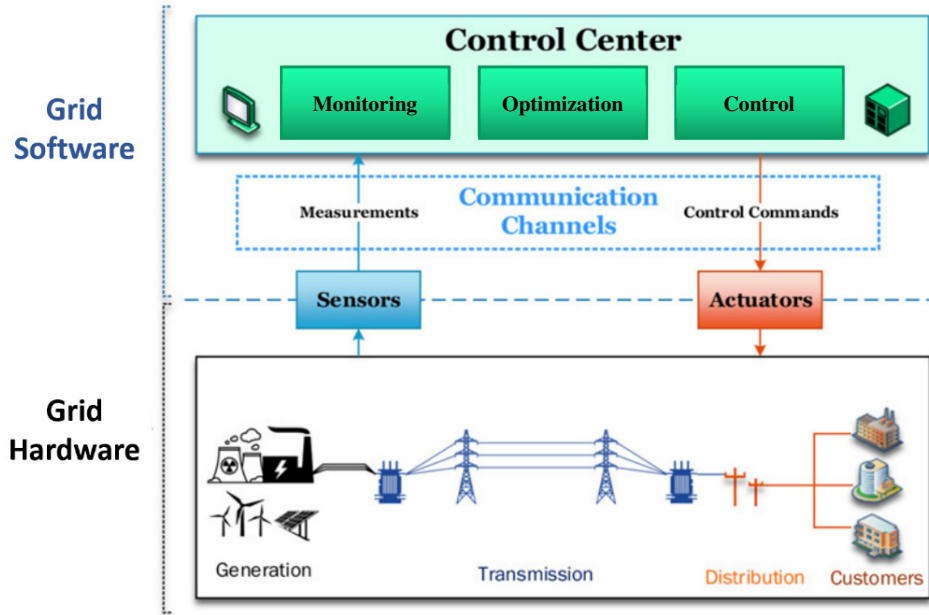 Control Center
Monitoring
Optimization
Control
Grid
Software
Communication
Channels
Measurements
Control Commands
Sensors
Actuators
Grid
Hardware
Generation
Transmission
Distribution
Customers